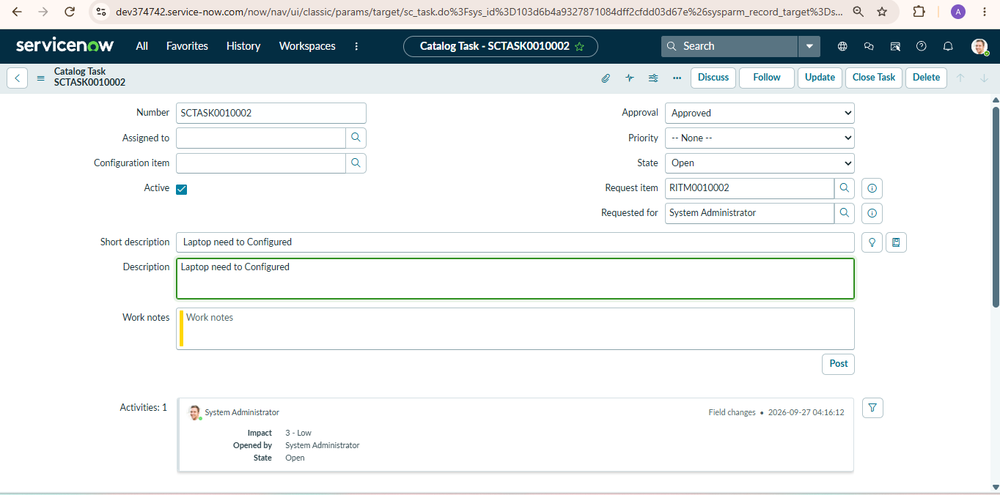 dev374742.service-now.com/now/nav/ui/classic/params/target/sc_task.do%3Fsys_id%3D103d6b4a9327871084dff2cfdd03d67e%26sysparm_record_target%3Ds...
A
servicenow All Favorites History Workspaces Catalog Task - SCTASK0010002 Search
Catalog Task
SCTASK0010002
Discuss Follow Update Close Task Delete
Number SCTASK0010002 Approval Approved
Assigned to Priority -- None --
Configuration item State Open
Active Request item RITM0010002
Requested for System Administrator
Short description Laptop need to Configured
Description Laptop need to Configured
Work notes Work notes
Post
Activities: 1 System Administrator Field changes • 2026-09-27 04:16:12
Impact 3 - Low
Opened by System Administrator
State Open